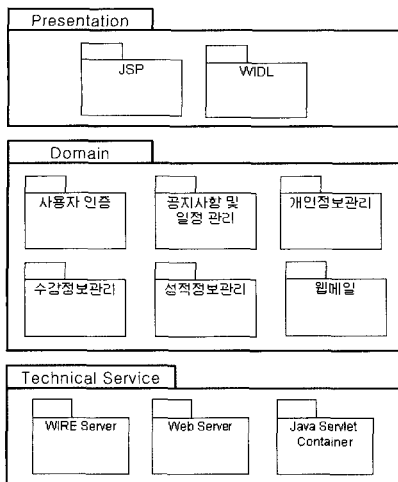 Presentation
JSP
WIDL
Domain
사용자 인증
공지사항 및
일정 관리
개인정보관리
수강정보관리
성적정보관리
웹메일
Technical Service
WIRE Server
Web Server
Java Servlet
Container